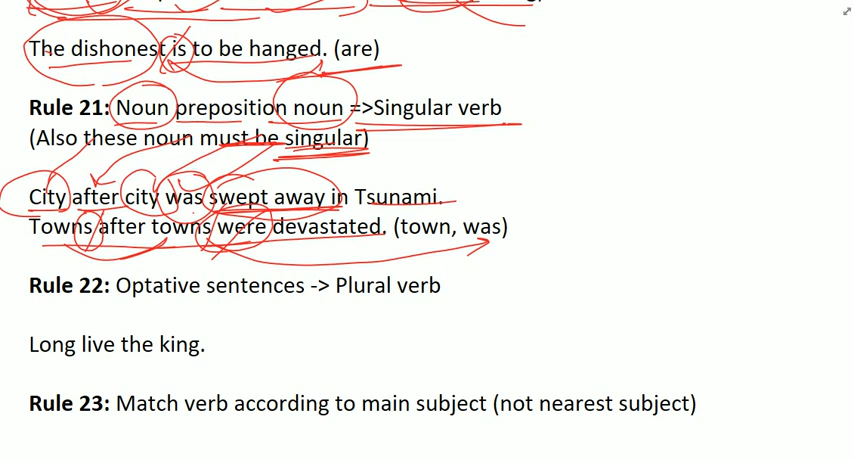 The dishonest is to be hanged. (are)
Rule 21: Noun preposition noun =>Singular verb
(Also these noun must be singular)
City after city was swept away in Tsunami.
Towns after towns were devastated. (town, was)
Rule 22: Optative sentences -> Plural verb
Long live the king.
Rule 23: Match verb according to main subject (not nearest subject)